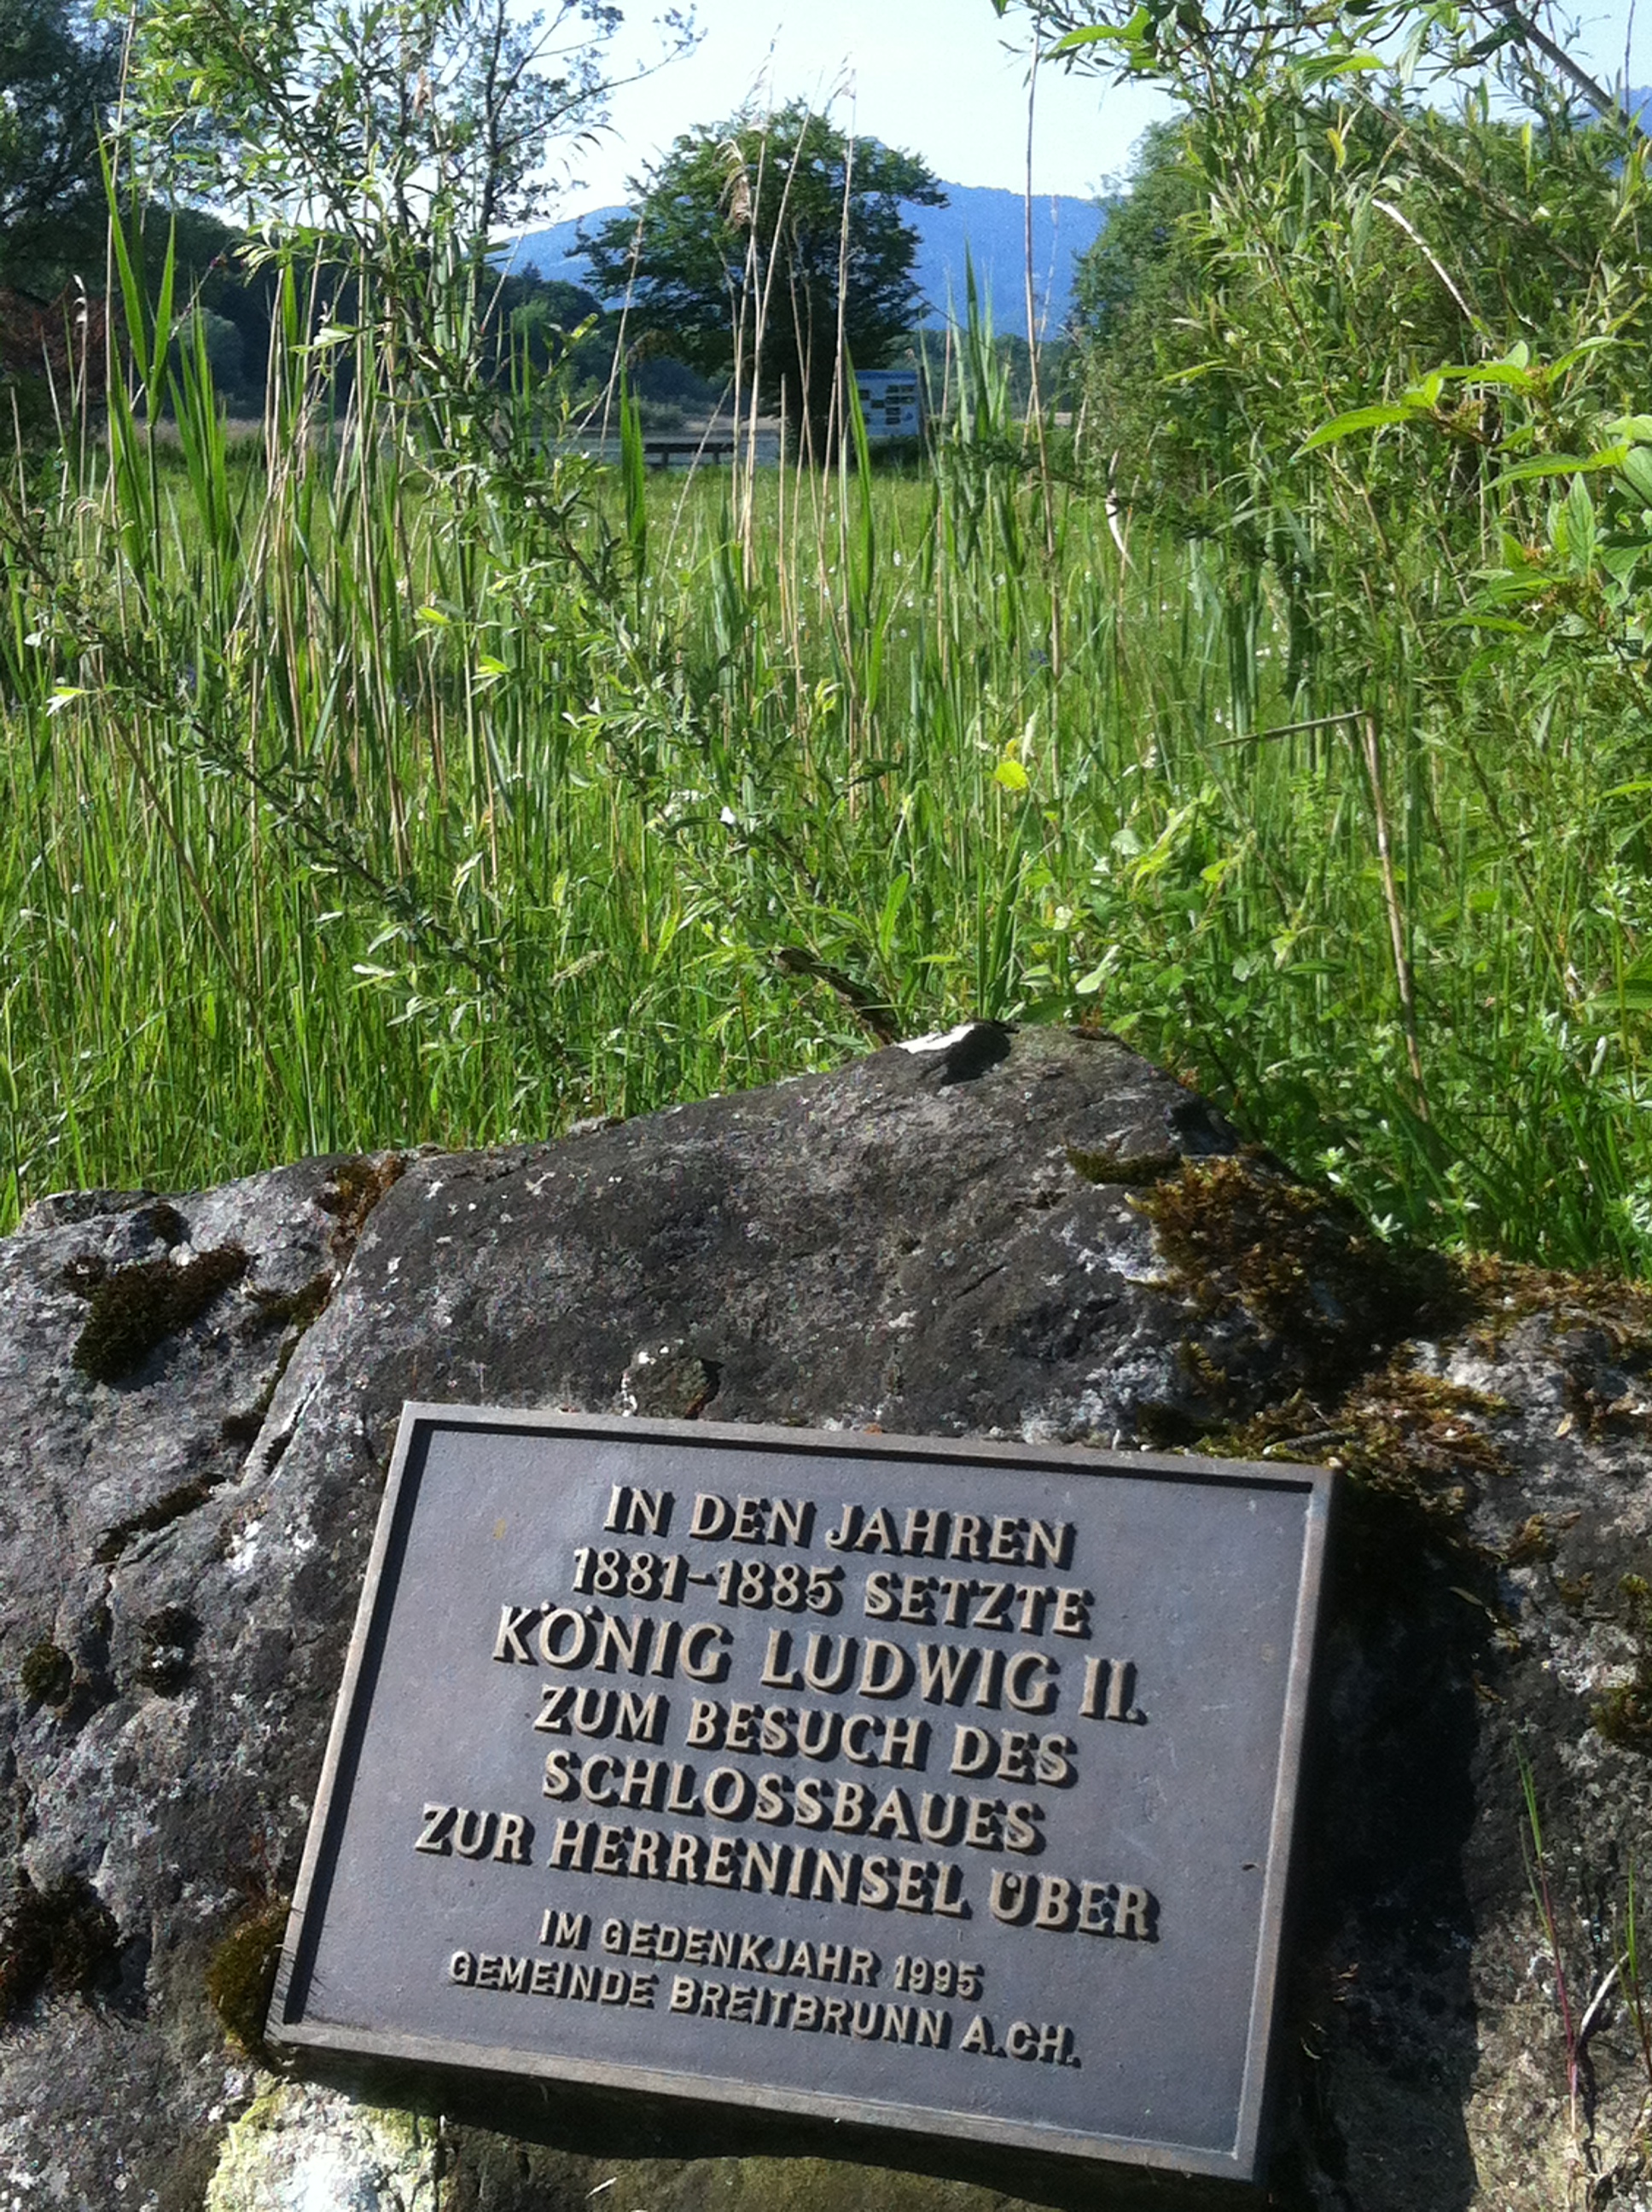 IN DEN JAHREN
1881-1885 SETZTE
KÖNIG LUDWIG II.
ZUM BESUCH DES
SCHLOSSBAUES
ZUR HERRENINSEL ÜBER
IM GEDENKJAHR 1995
GEMEINDE BREITBRUNN A.CH.